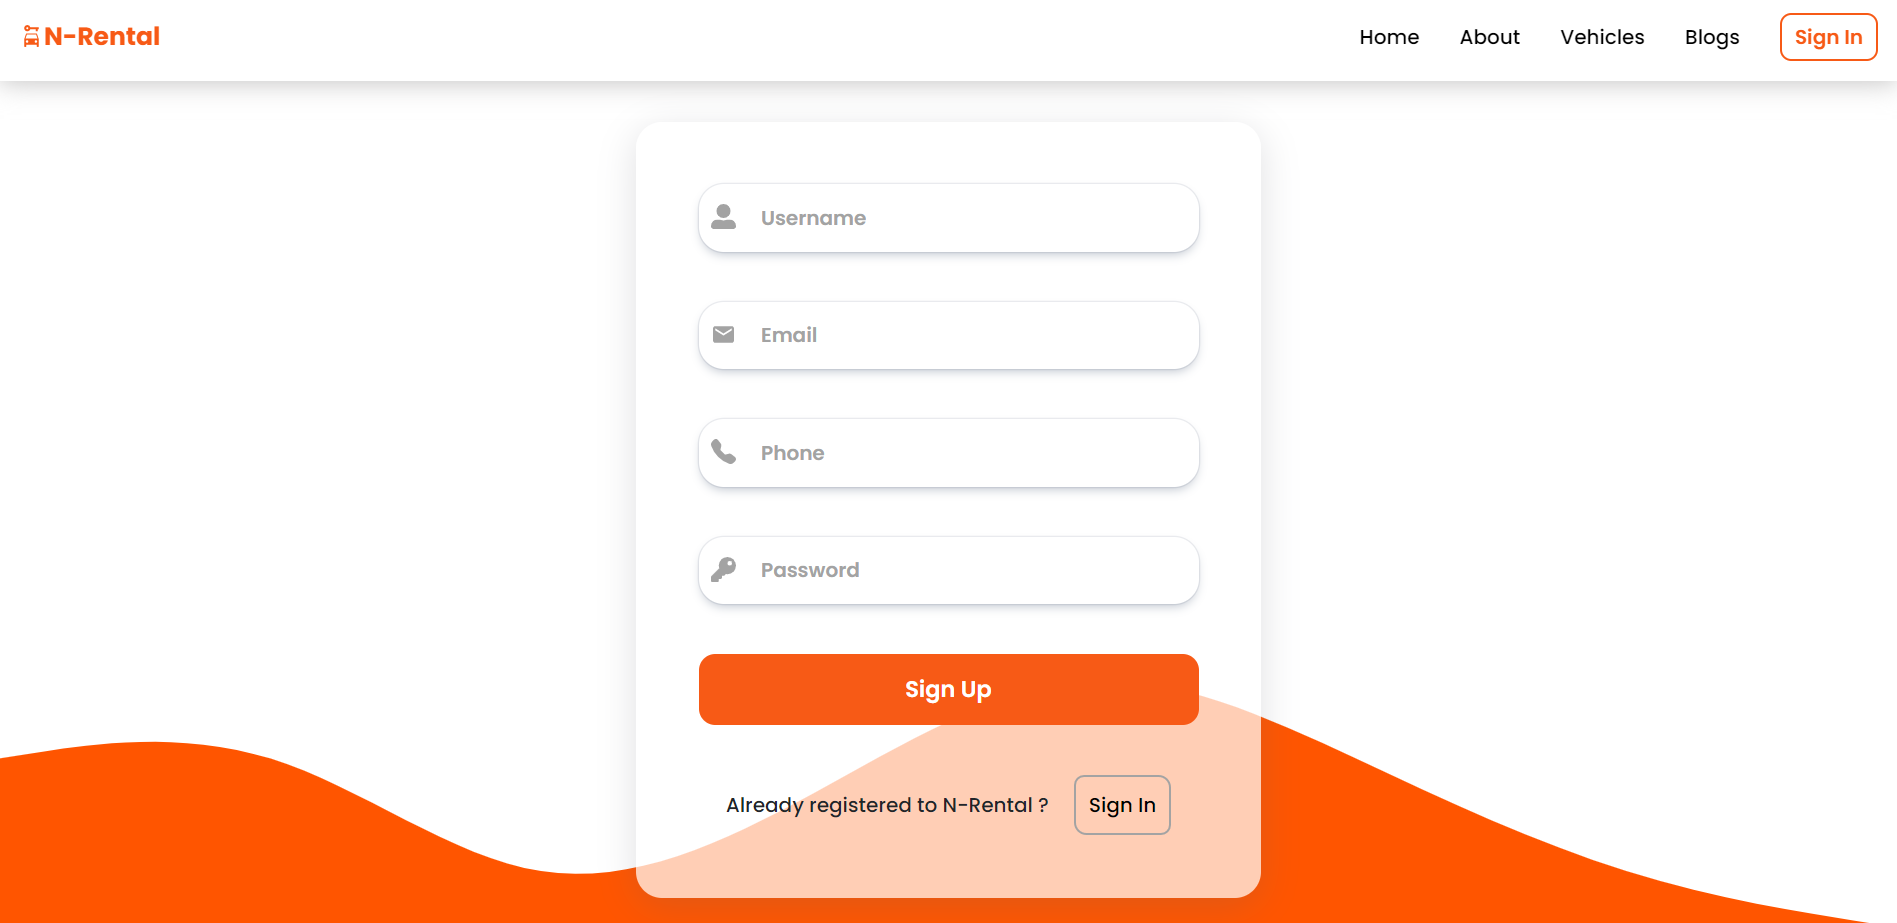 N-Rental
Home About Vehicles Blogs Sign In
Username
Email
Phone
Password
Sign Up
Already registered to N-Rental ? Sign In